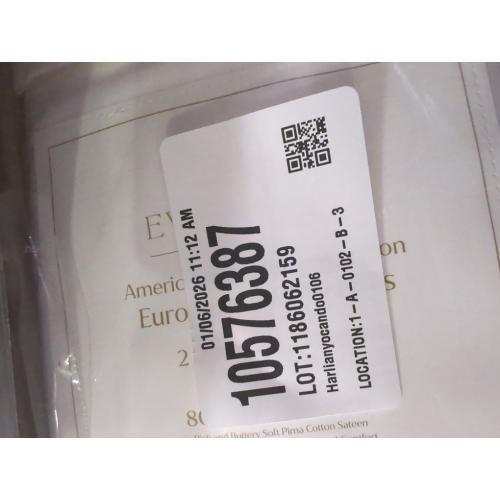 01/06/2026 11:12 AM
10576387
LOT:1186062159
Harlianyocando0106
LOCATION:1-A-0102-B-3
Americ
on
Euro
s
2
80
Rich and Buttery Soft Pima Cotton Sateen
Comfort